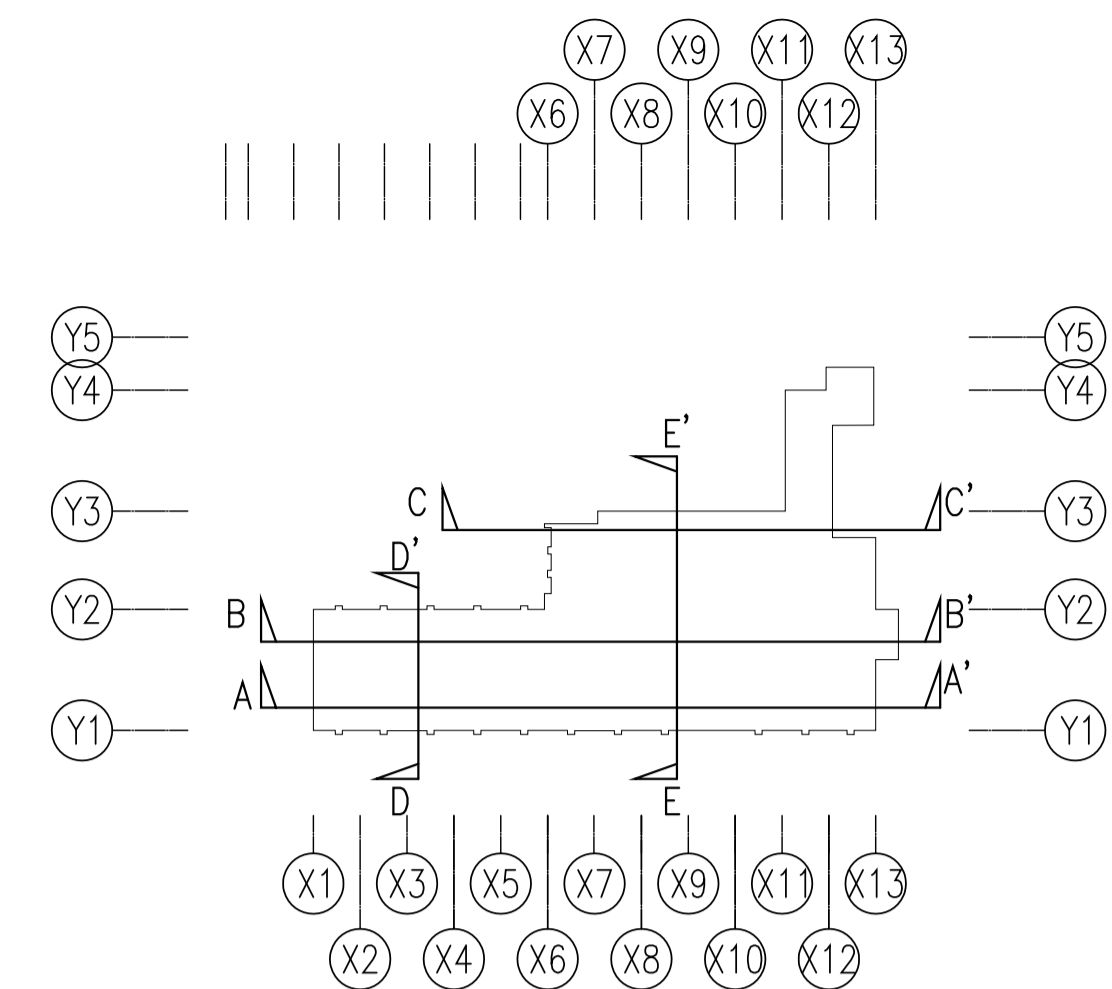 X7 X9 X11 X13
X6 X8 X10 X12
Y5 Y5
Y4 Y4
E'
C C'
Y3 Y3
D'
B B'
Y2 Y2
A A'
Y1 Y1
D E
X1 X3 X5 X7 X9 X11 X13
X2 X4 X6 X8 X10 X12